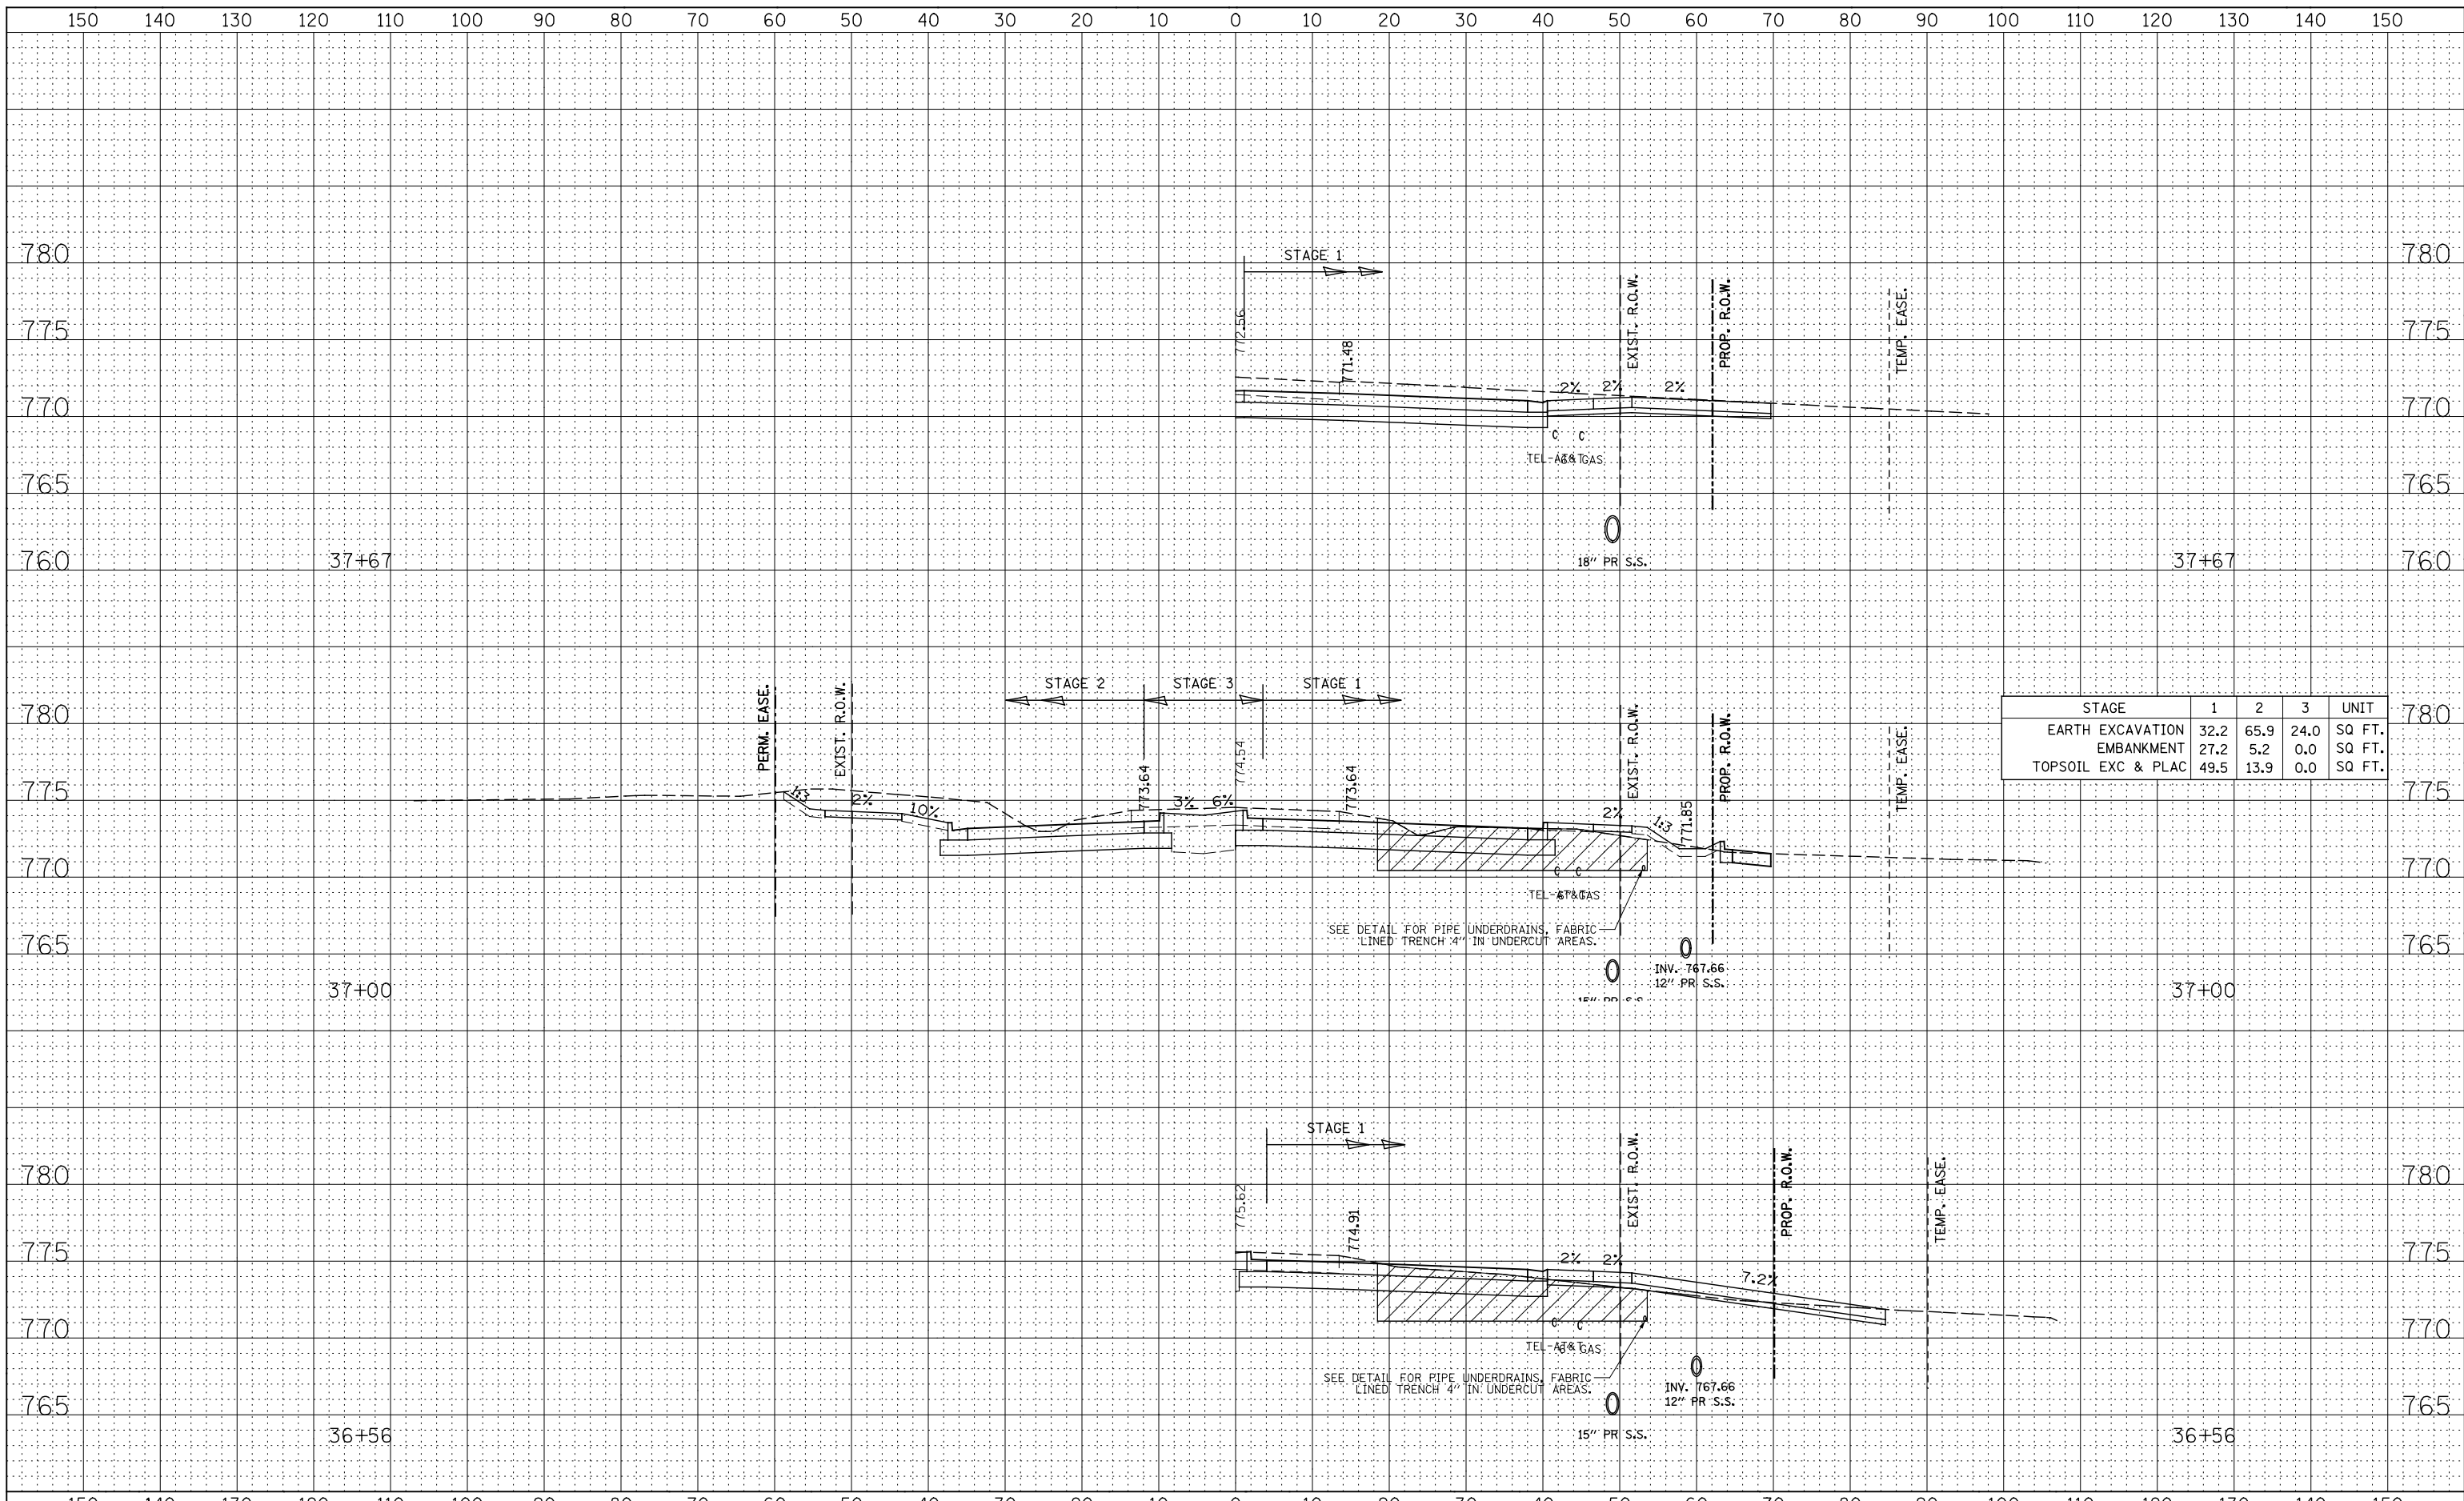 150 140 130 120 110 100 90 80 70 60 50 40 30 20 10 0 10 20 30 40 50 60 70 80 90 100 110 120 130 140 150
780 STAGE 1 780
EXIST. R.O.W.
PROP. R.O.W.
TEMP. EASE.
772.56
775 775
771.48
2% 2% 2%
770 770
C C
765 765
18" PR S.S.
760 760
37+67 37+67
STAGE 2 STAGE 3 STAGE 1
PERM. EASE.
EXIST. R.O.W.
EXIST. R.O.W.
PROP. R.O.W.
TEMP. EASE.
780 780
STAGE 1 2 3 UNIT
EARTH EXCAVATION 32.2 65.9 24.0 SQ FT.
EMBANKMENT 27.2 5.2 0.0 SQ FT.
TOPSOIL EXC & PLAC 49.5 13.9 0.0 SQ FT.
774.54
773.64
773.64
771.85
775 775
1:3 2% 10% 3% 6% 2% 1:3
770 770
C C
SEE DETAIL FOR PIPE UNDERDRAINS, FABRIC
LINED TRENCH 4" IN UNDERCUT AREAS.
765 765
INV. 767.66
12" PR S.S.
37+00 37+00
STAGE 1
EXIST. R.O.W.
PROP. R.O.W.
TEMP. EASE.
780 780
775.62
774.91
775 775
2% 2% 7.2%
770 770
C C
SEE DETAIL FOR PIPE UNDERDRAINS, FABRIC
LINED TRENCH 4" IN UNDERCUT AREAS.
INV. 767.66
12" PR S.S.
765 765
15" PR S.S.
36+56 36+56